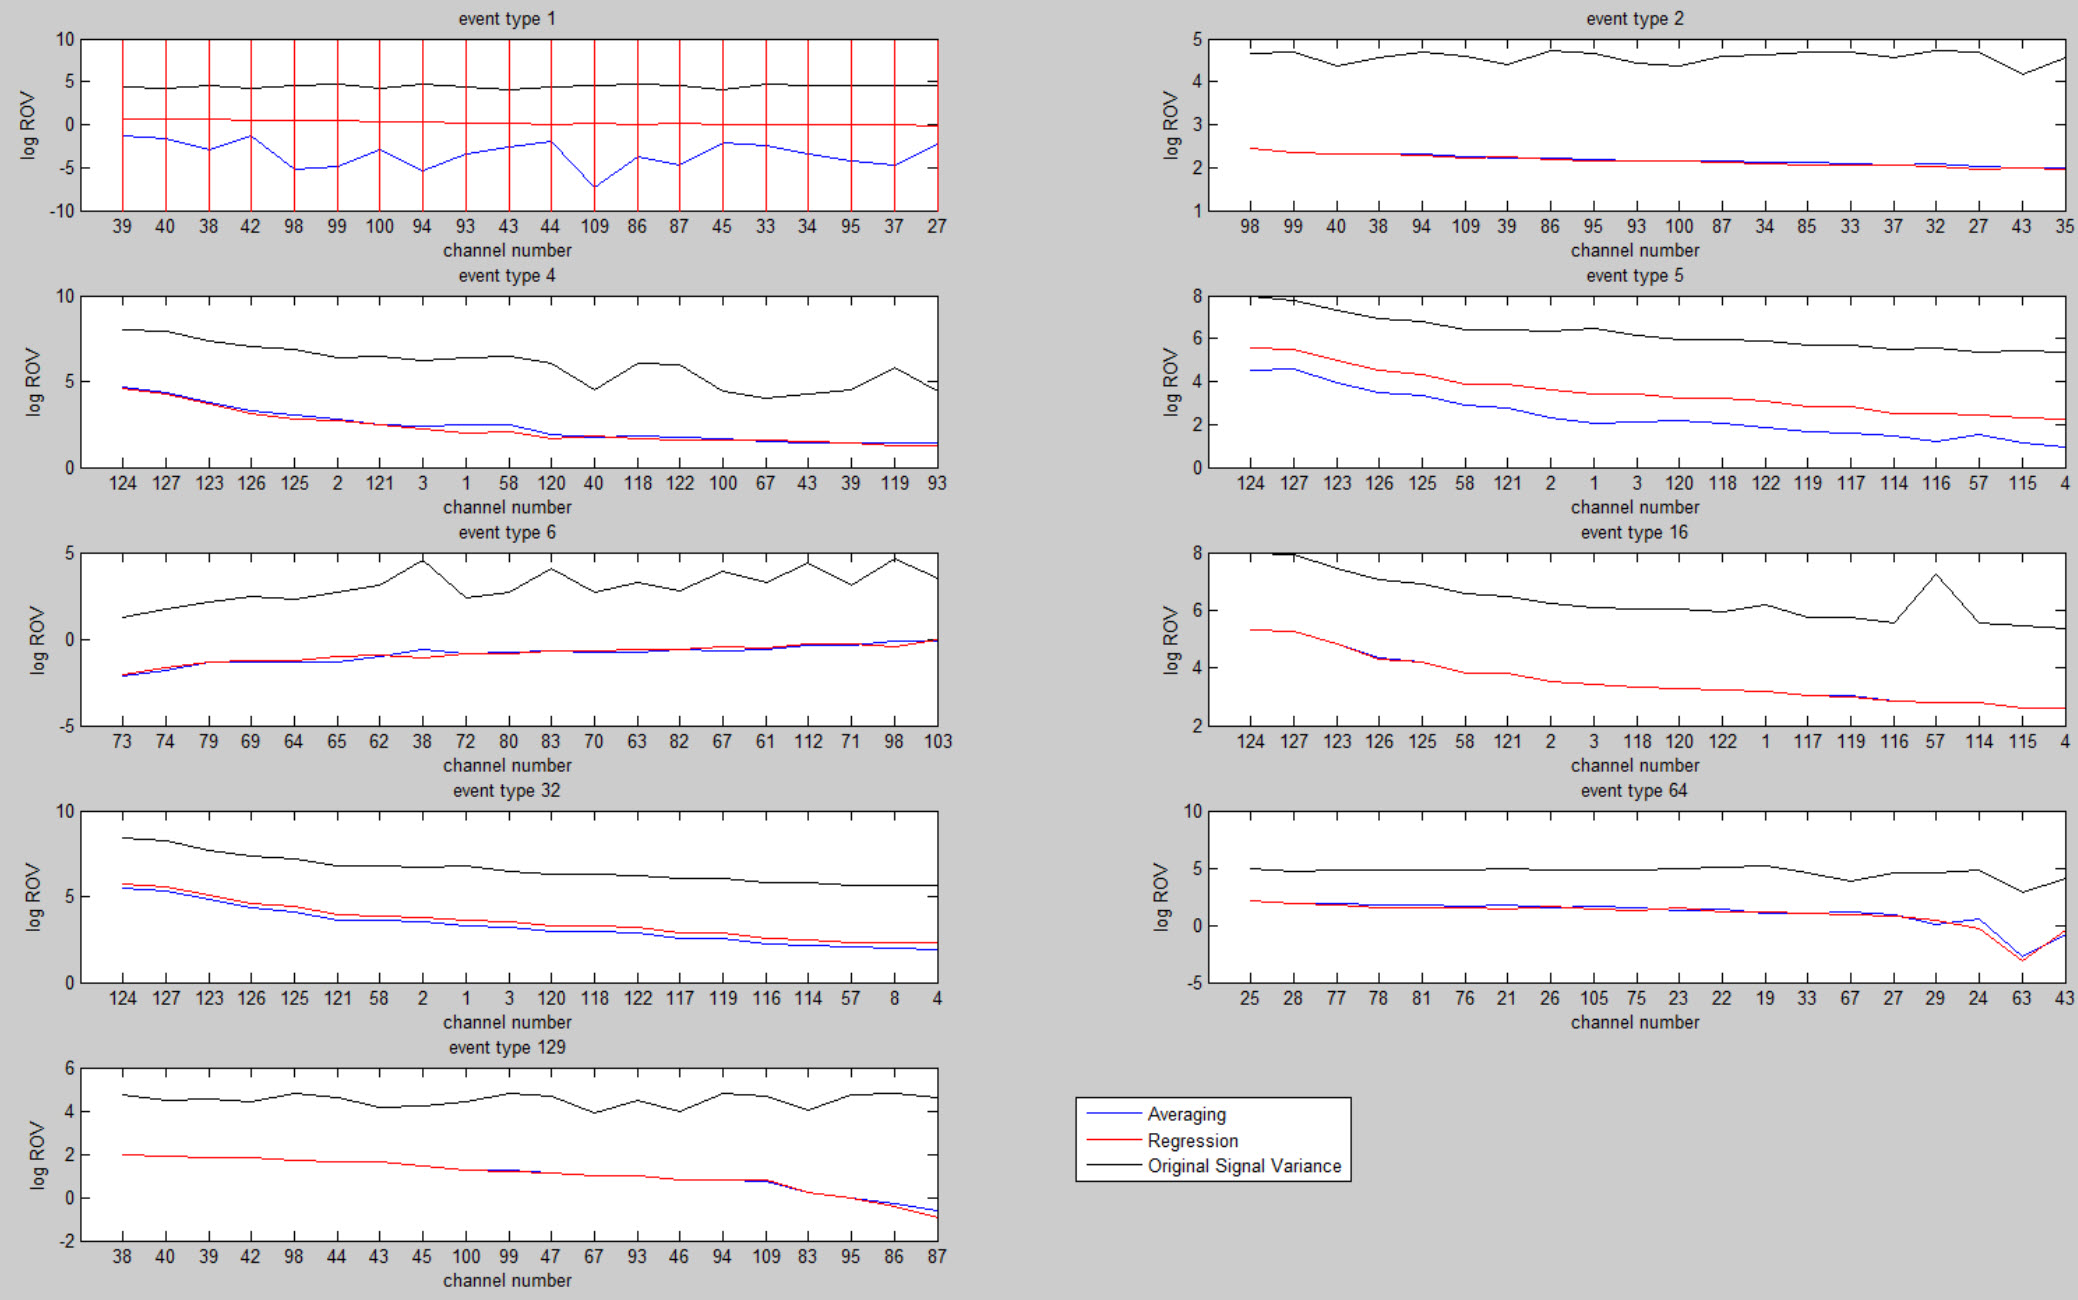 event type 1
10
5
0
-5
-10
log ROV
39 40 38 42 98 99 100 94 93 43 44 109 86 87 45 33 34 95 37 27
channel number
event type 2
5
4
3
2
1
log ROV
98 99 40 38 94 109 39 86 95 93 100 87 34 85 33 37 32 27 43 35
channel number
event type 4
10
5
0
log ROV
124 127 123 126 125 2 121 3 1 58 120 40 118 122 100 67 43 39 119 93
channel number
event type 5
8
6
4
2
0
log ROV
124 127 123 126 125 58 121 2 1 3 120 118 122 119 117 114 116 57 115 4
channel number
event type 6
5
0
-5
log ROV
73 74 79 69 64 65 62 38 72 80 83 70 63 82 67 61 112 71 98 103
channel number
event type 16
8
6
4
2
log ROV
124 127 123 126 125 58 121 2 3 118 120 122 1 117 119 116 57 114 115 4
channel number
event type 32
10
5
0
log ROV
124 127 123 126 125 121 58 2 1 3 120 118 122 117 119 116 114 57 8 4
channel number
event type 64
10
5
0
-5
log ROV
25 28 77 78 81 76 21 26 105 75 23 22 19 33 67 27 29 24 63 43
channel number
event type 129
6
4
2
0
-2
log ROV
38 40 39 42 98 44 43 45 100 99 47 67 93 46 94 109 83 95 86 87
channel number
Averaging
Regression
Original Signal Variance